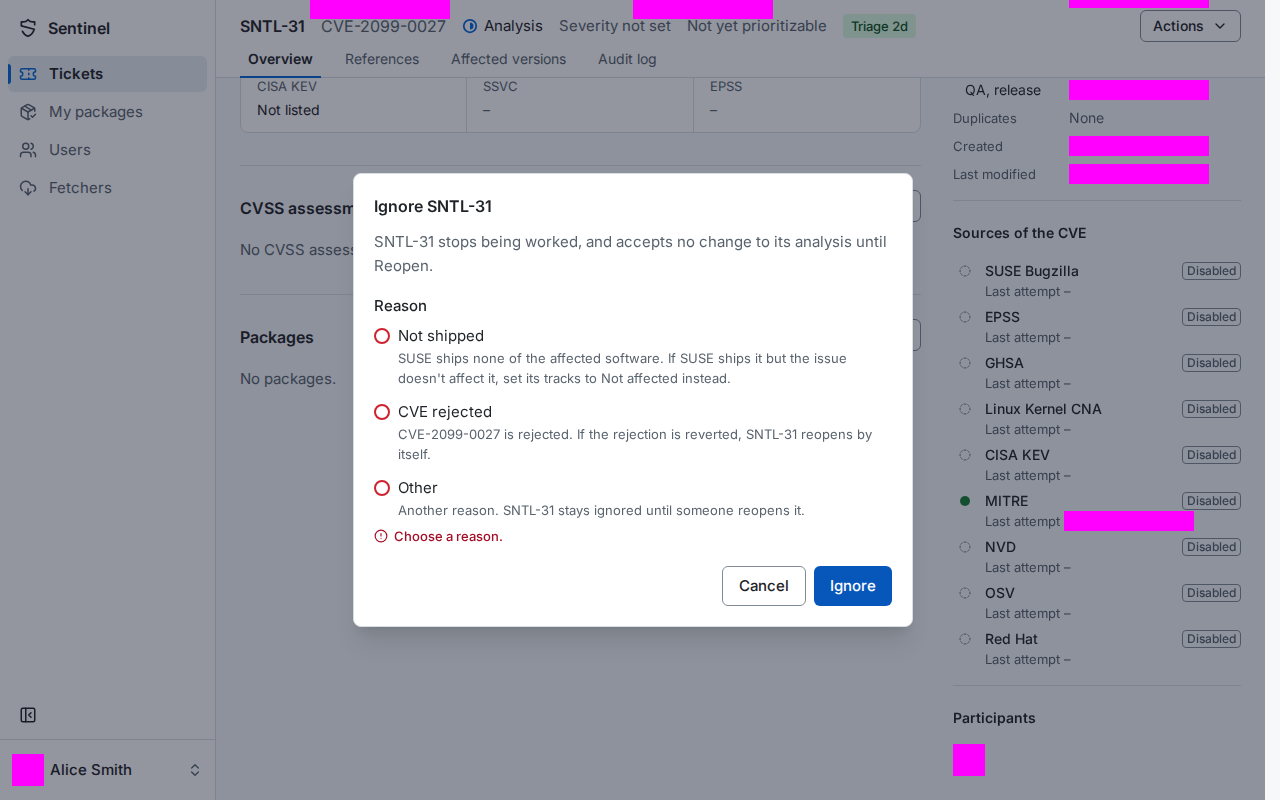 Sentinel
Tickets
My packages
Users
Fetchers
Alice Smith
SNTL-31 CVE-2099-0027 Analysis Severity not set Not yet prioritizable Triage 2d
Actions
Overview References Affected versions Audit log
CISA KEV
Not listed
SSVC
–
EPSS
–
CVSS assessm
No CVSS assess
Packages
No packages.
Ignore SNTL-31
SNTL-31 stops being worked, and accepts no change to its analysis until
Reopen.
Reason
Not shipped
SUSE ships none of the affected software. If SUSE ships it but the issue
doesn't affect it, set its tracks to Not affected instead.
CVE rejected
CVE-2099-0027 is rejected. If the rejection is reverted, SNTL-31 reopens by
itself.
Other
Another reason. SNTL-31 stays ignored until someone reopens it.
Choose a reason.
Cancel
Ignore
QA, release
Duplicates None
Created
Last modified
Sources of the CVE
SUSE Bugzilla Disabled
Last attempt –
EPSS Disabled
Last attempt –
GHSA Disabled
Last attempt –
Linux Kernel CNA Disabled
Last attempt –
CISA KEV Disabled
Last attempt –
MITRE Disabled
Last attempt
NVD Disabled
Last attempt –
OSV Disabled
Last attempt –
Red Hat Disabled
Last attempt –
Participants